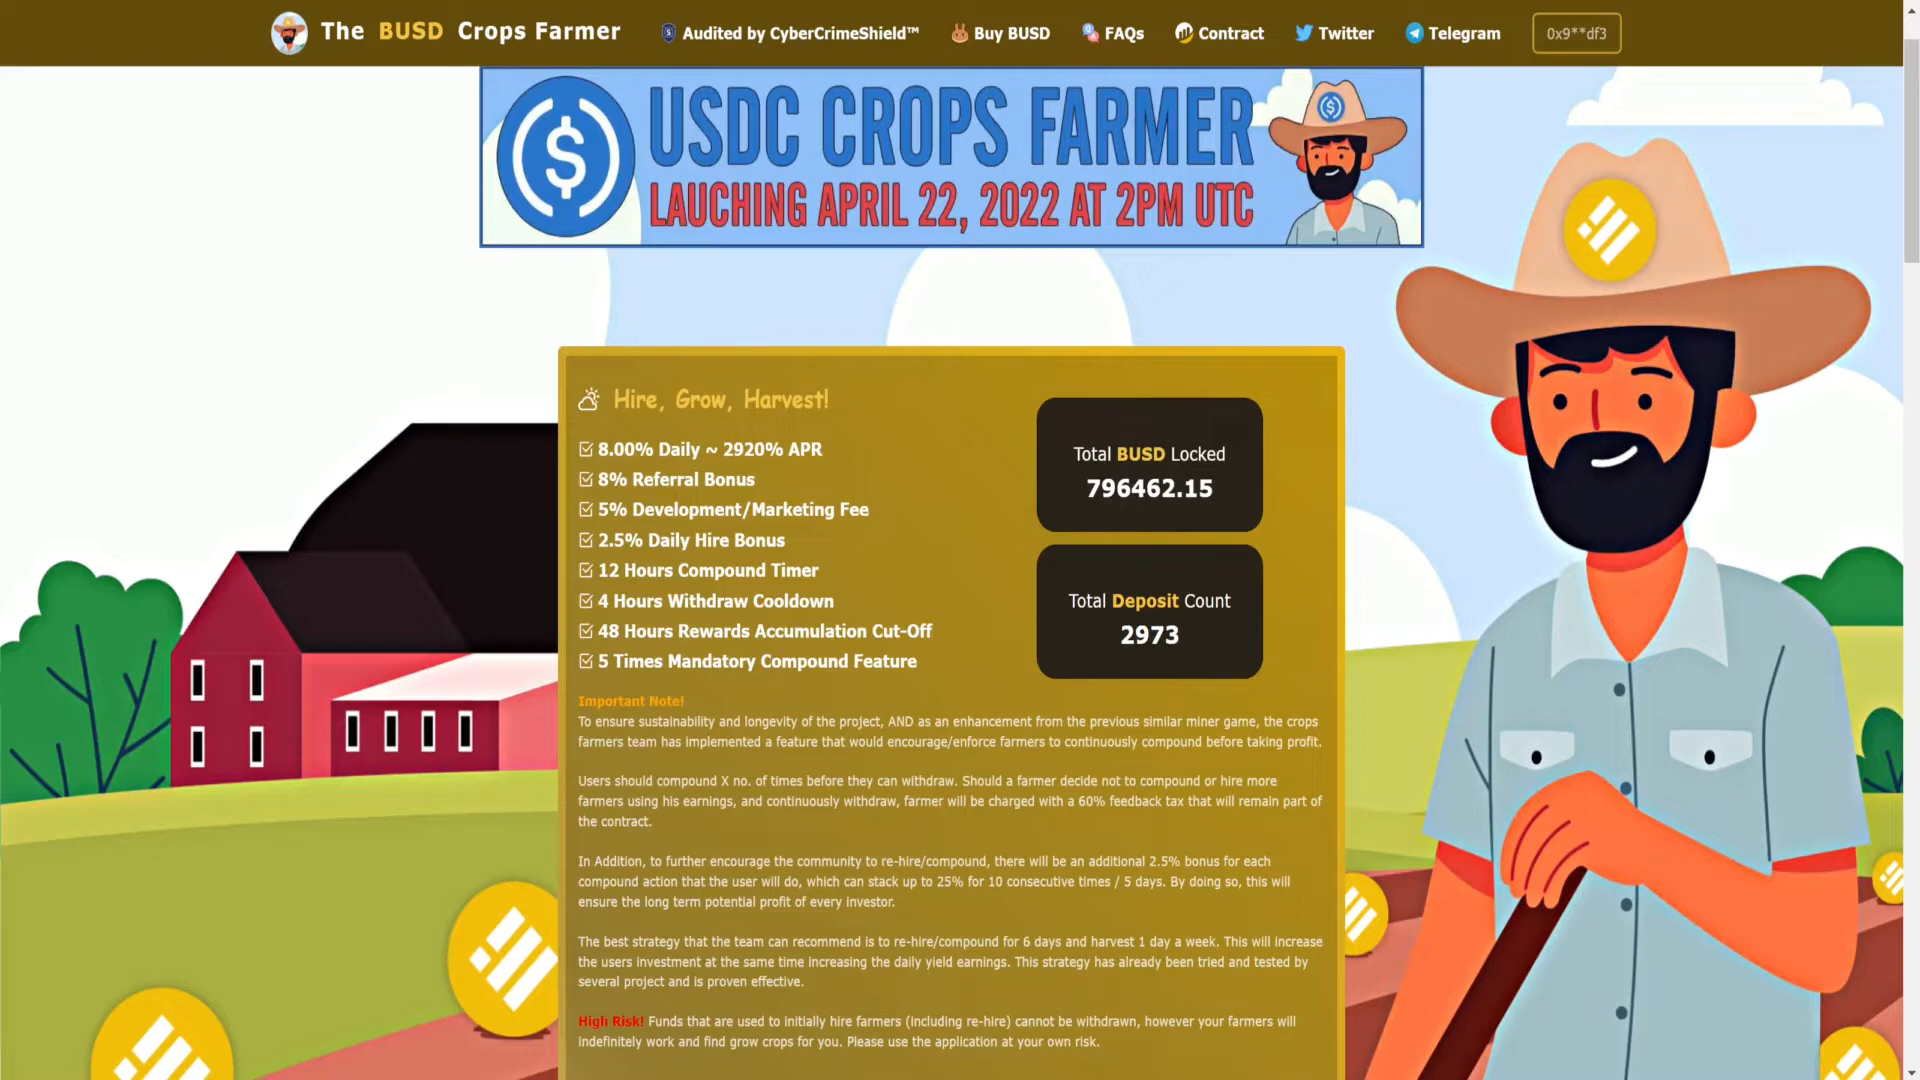 The BUSD Crops Farmer
Audited by CyberCrimeShield™
Buy BUSD
FAQs
Contract
Twitter
Telegram
0x9**df3
USDC CROPS FARMER
LAUCHING APRIL 22, 2022 AT 2PM UTC
Hire, Grow, Harvest!
8.00% Daily ~ 2920% APR
8% Referral Bonus
5% Development/Marketing Fee
2.5% Daily Hire Bonus
12 Hours Compound Timer
4 Hours Withdraw Cooldown
48 Hours Rewards Accumulation Cut-Off
5 Times Mandatory Compound Feature
Total BUSD Locked
796462.15
Total Deposit Count
2973
Important Note!
To ensure sustainability and longevity of the project, AND as an enhancement from the previous similar miner game, the crops
farmers team has implemented a feature that would encourage/enforce farmers to continuously compound before taking profit.
Users should compound X no. of times before they can withdraw. Should a farmer decide not to compound or hire more
farmers using his earnings, and continuously withdraw, farmer will be charged with a 60% feedback tax that will remain part of
the contract.
In Addition, to further encourage the community to re-hire/compound, there will be an additional 2.5% bonus for each
compound action that the user will do, which can stack up to 25% for 10 consecutive times / 5 days. By doing so, this will
ensure the long term potential profit of every investor.
The best strategy that the team can recommend is to re-hire/compound for 6 days and harvest 1 day a week. This will increase
the users investment at the same time increasing the daily yield earnings. This strategy has already been tried and tested by
several project and is proven effective.
High Risk! Funds that are used to initially hire farmers (including re-hire) cannot be withdrawn, however your farmers will
indefinitely work and find grow crops for you. Please use the application at your own risk.